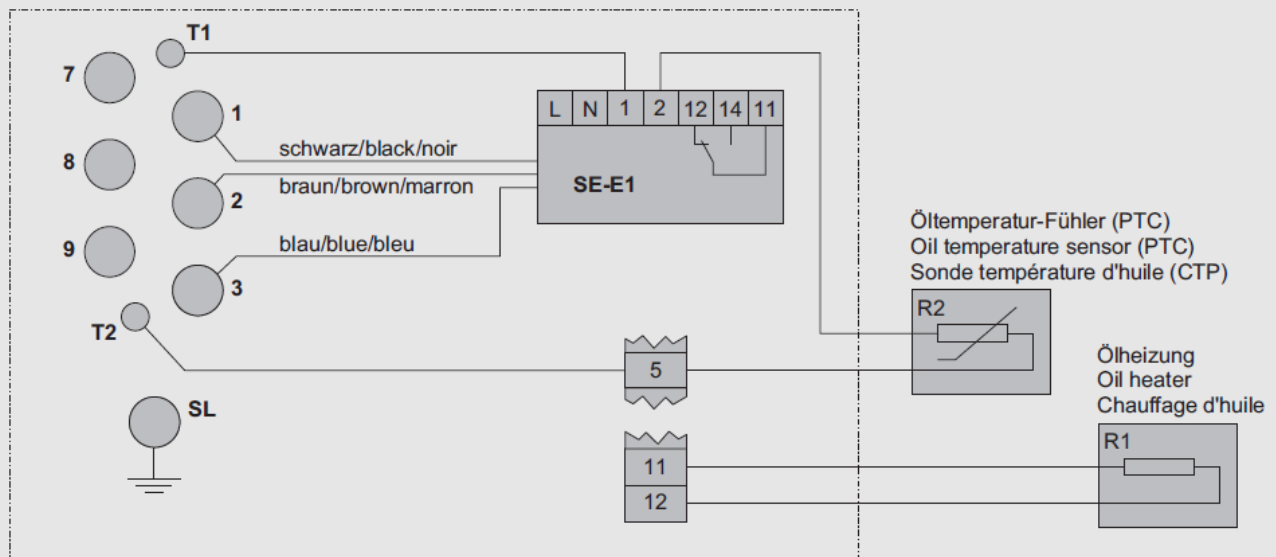 T1
7
1
L N 1 2 12 14 11
schwarz/black/noir
8
SE-E1
braun/brown/marron
2
Öltemperatur-Fühler (PTC)
Oil temperature sensor (PTC)
Sonde température d'huile (CTP)
9
blau/blue/bleu
3
R2
T2
5
Ölheizung
Oil heater
Chauffage d'huile
SL
R1
11
12